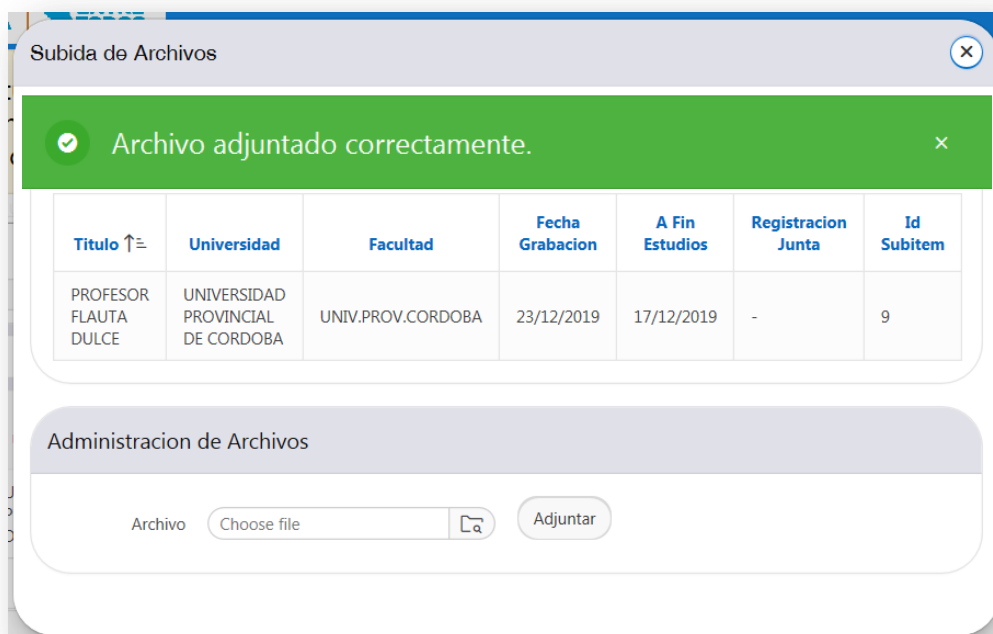 Subida de Archivos
Archivo adjuntado correctamente.
Titulo
Universidad
Facultad
Fecha
Grabacion
A Fin
Estudios
Registracion
Junta
Id
Subitem
PROFESOR
FLAUTA
DULCE
UNIVERSIDAD
PROVINCIAL
DE CORDOBA
UNIV.PROV.CORDOBA
23/12/2019
17/12/2019
-
9
Administracion de Archivos
Archivo
Choose file
Adjuntar